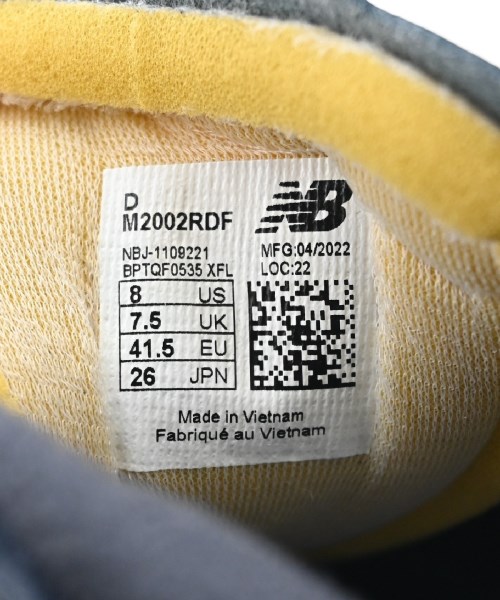 D
M2002RDF
NB
NBJ-1109221
MFG:04/2022
BPTQF0535 XFL
LOC:22
8 US
7.5 UK
41.5 EU
26 JPN
Made in Vietnam
Fabriqué au Vietnam